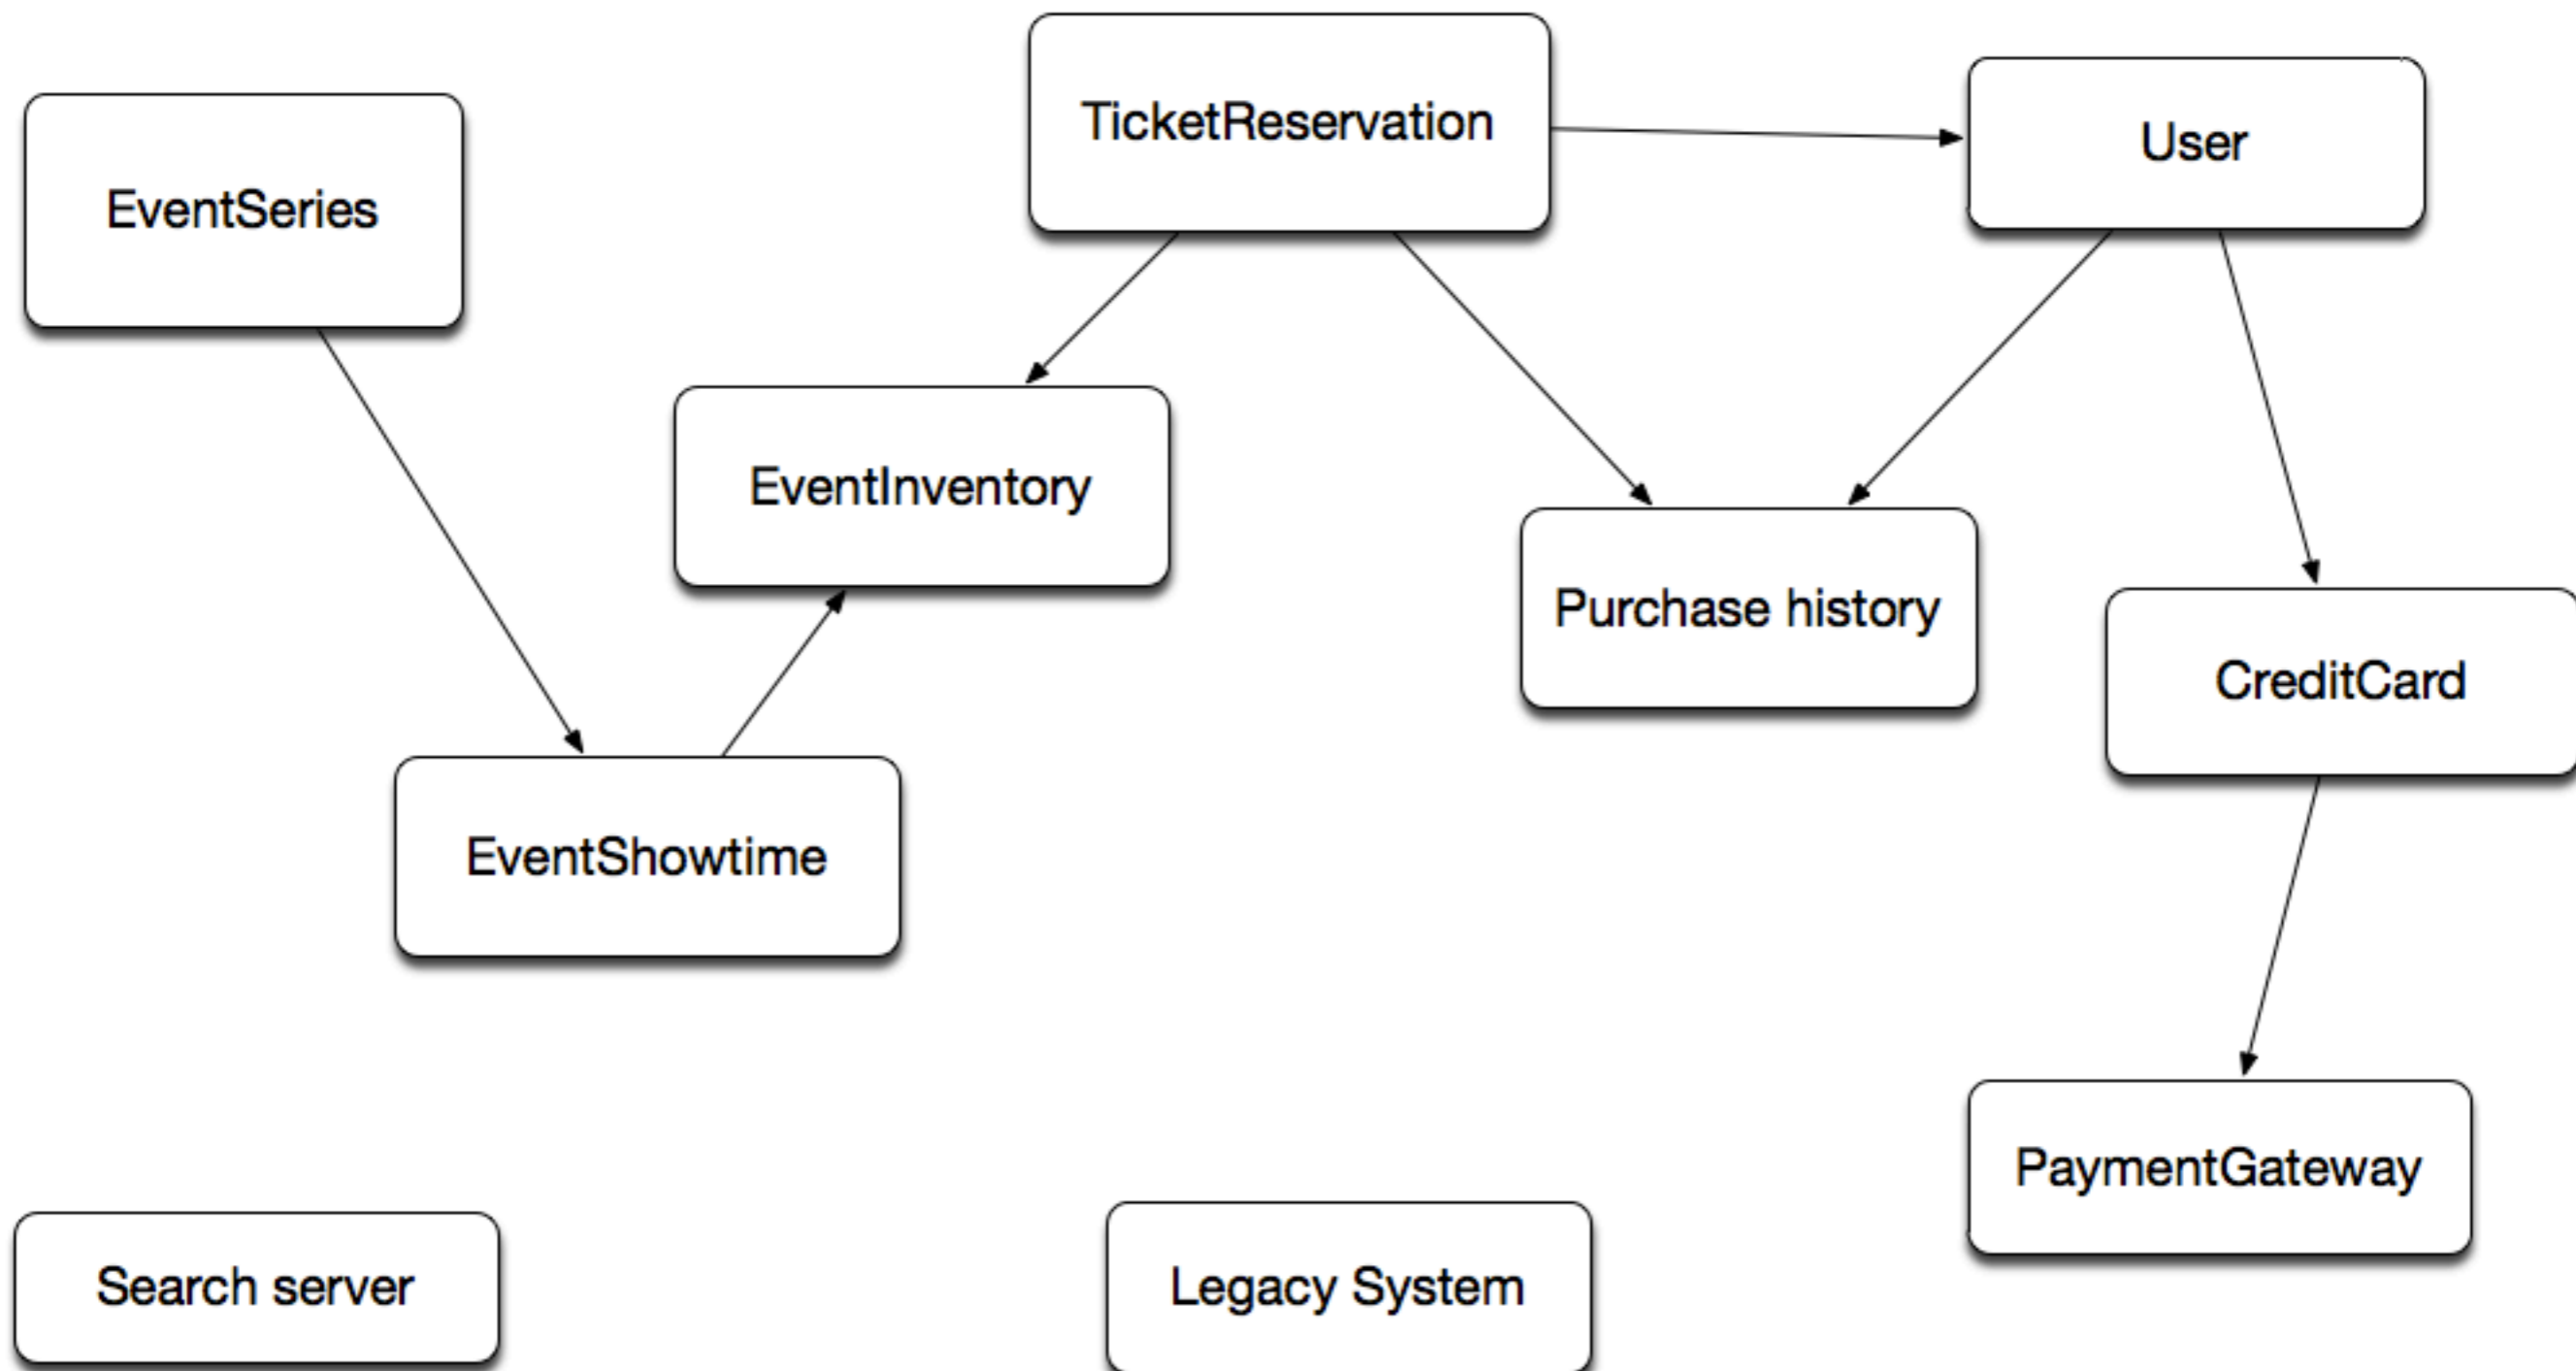 TicketReservation
User
EventSeries
EventInventory
Purchase history
CreditCard
EventShowtime
PaymentGateway
Search server
Legacy System